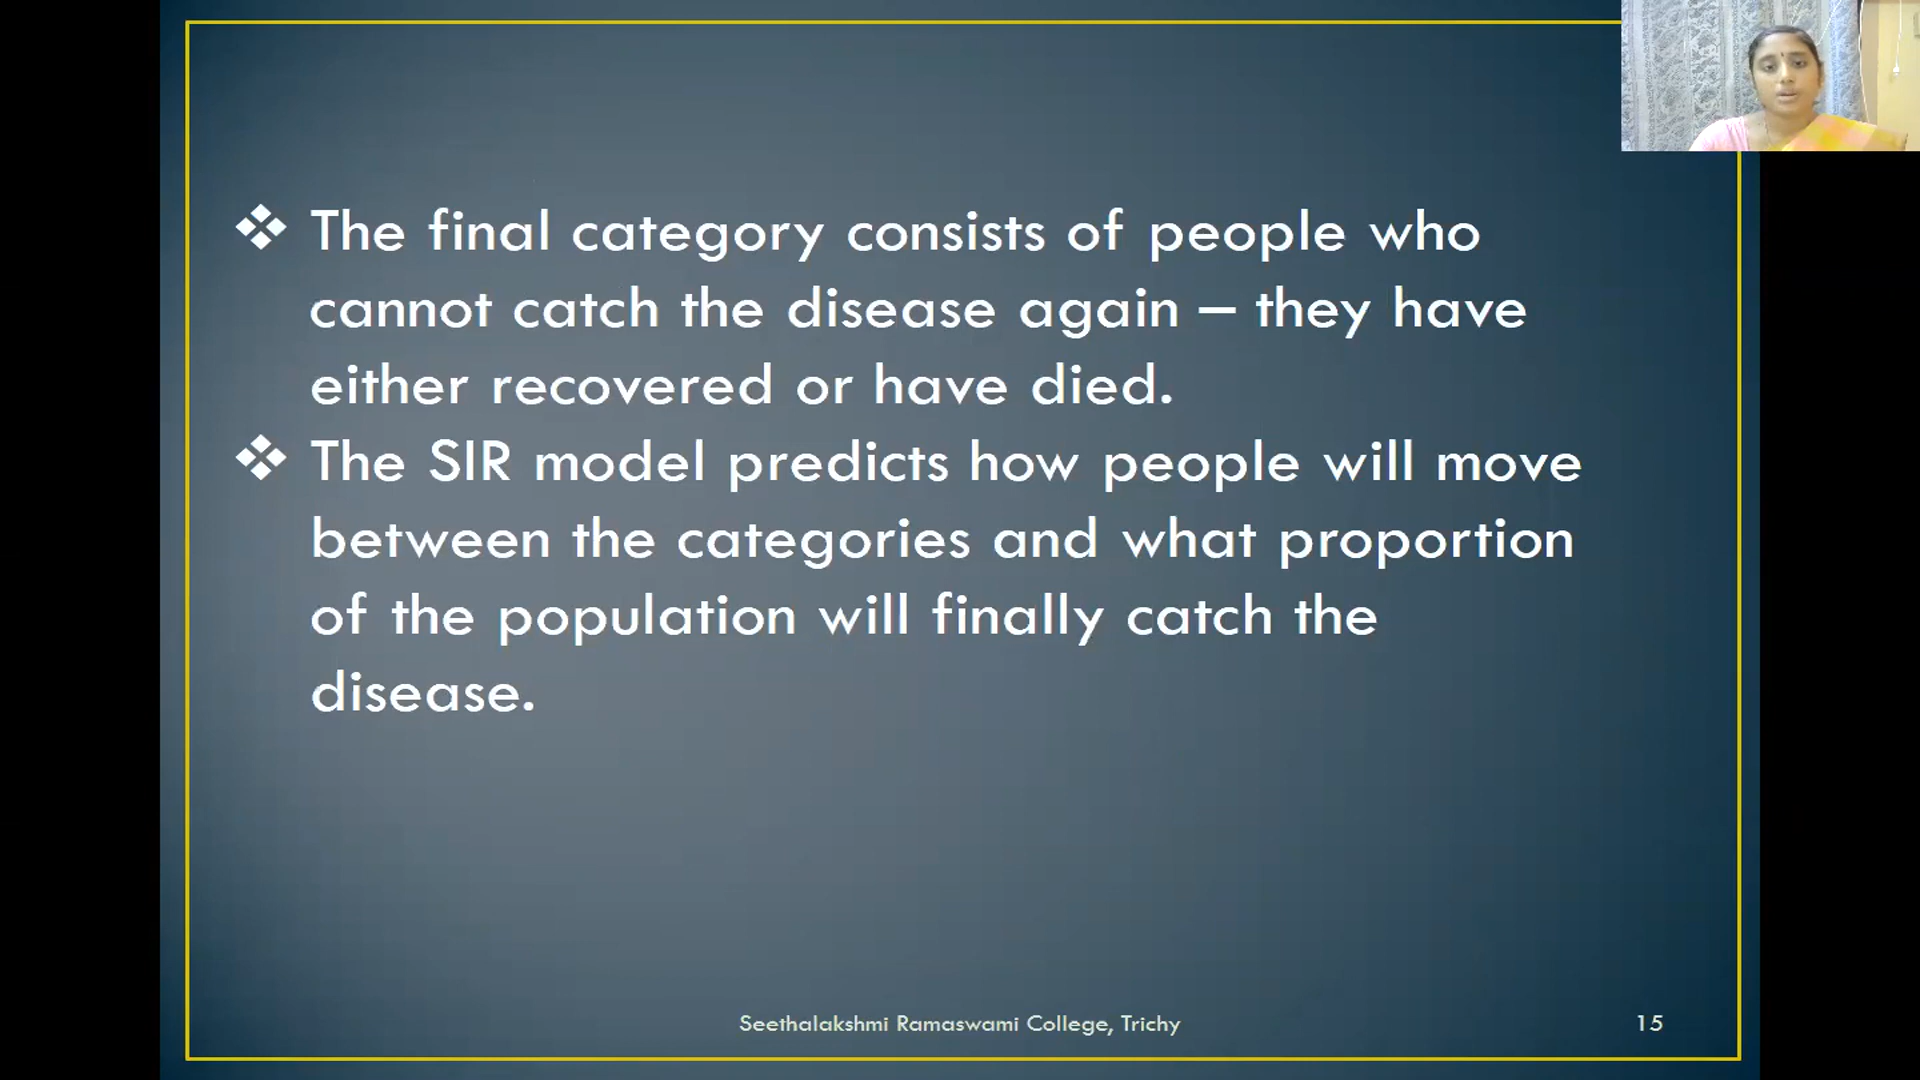 ❖ The final category consists of people who
cannot catch the disease again – they have
either recovered or have died.
❖ The SIR model predicts how people will move
between the categories and what proportion
of the population will finally catch the
disease.
Seethalakshmi Ramaswami College, Trichy
15